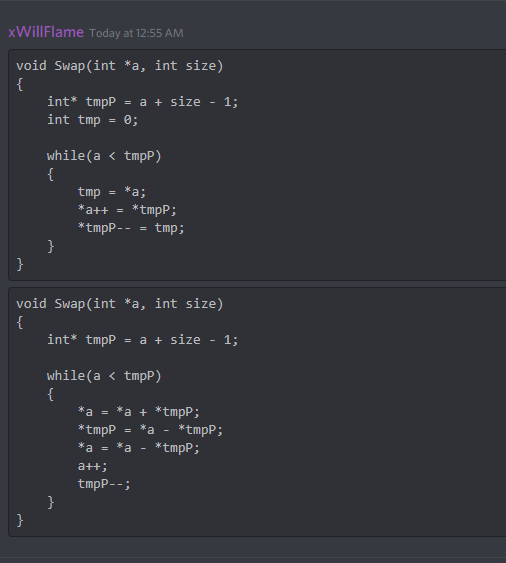 xWillFlame Today at 12:55 AM
void Swap(int *a, int size)
{
    int* tmpP = a + size - 1;
    int tmp = 0;

    while(a < tmpP)
    {
        tmp = *a;
        *a++ = *tmpP;
        *tmpP-- = tmp;
    }
}
void Swap(int *a, int size)
{
    int* tmpP = a + size - 1;

    while(a < tmpP)
    {
        *a = *a + *tmpP;
        *tmpP = *a - *tmpP;
        *a = *a - *tmpP;
        a++;
        tmpP--;
    }
}